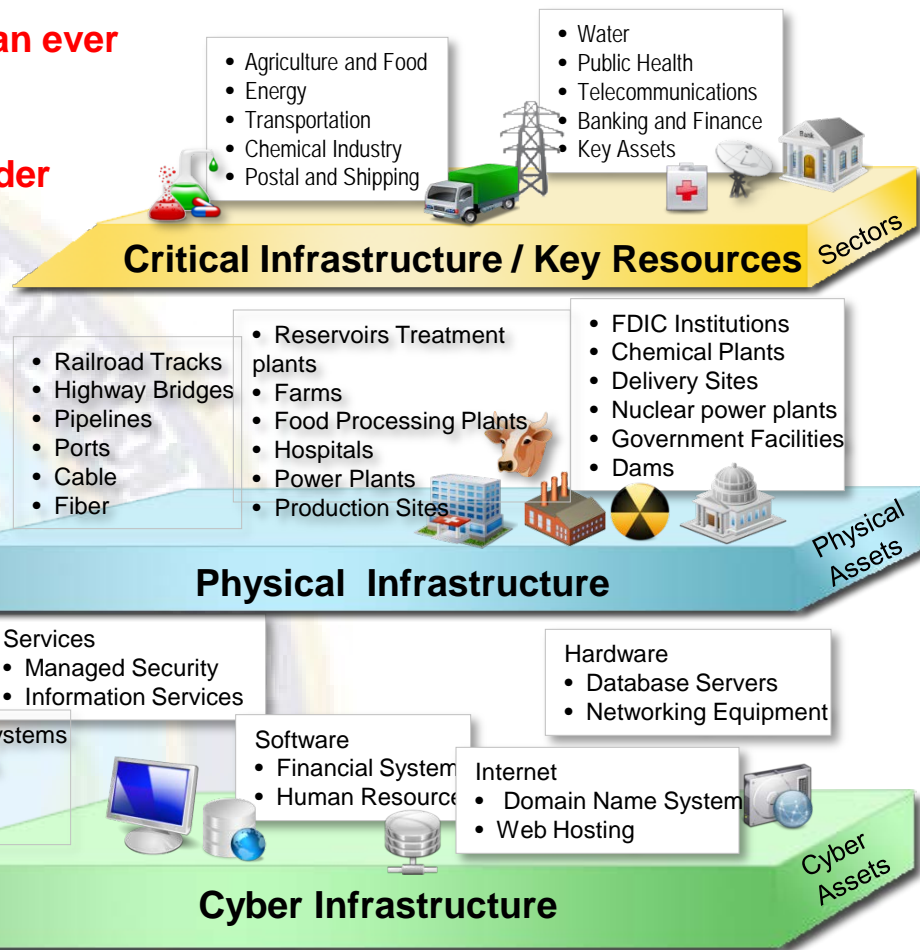 an ever
der
• Agriculture and Food
• Energy
• Transportation
• Chemical Industry
• Postal and Shipping
• Water
• Public Health
• Telecommunications
• Banking and Finance
• Key Assets
Bank
Critical Infrastructure / Key Resources
Sectors
• Railroad Tracks
• Highway Bridges
• Pipelines
• Ports
• Cable
• Fiber
• Reservoirs Treatment
plants
• Farms
• Food Processing Plants
• Hospitals
• Power Plants
• Production Sites
• FDIC Institutions
• Chemical Plants
• Delivery Sites
• Nuclear power plants
• Government Facilities
• Dams
Physical Infrastructure
Physical
Assets
Services
• Managed Security
• Information Services
ystems
Software
• Financial System
• Human Resource
Hardware
• Database Servers
• Networking Equipment
Internet
• Domain Name System
• Web Hosting
Cyber Infrastructure
Cyber
Assets